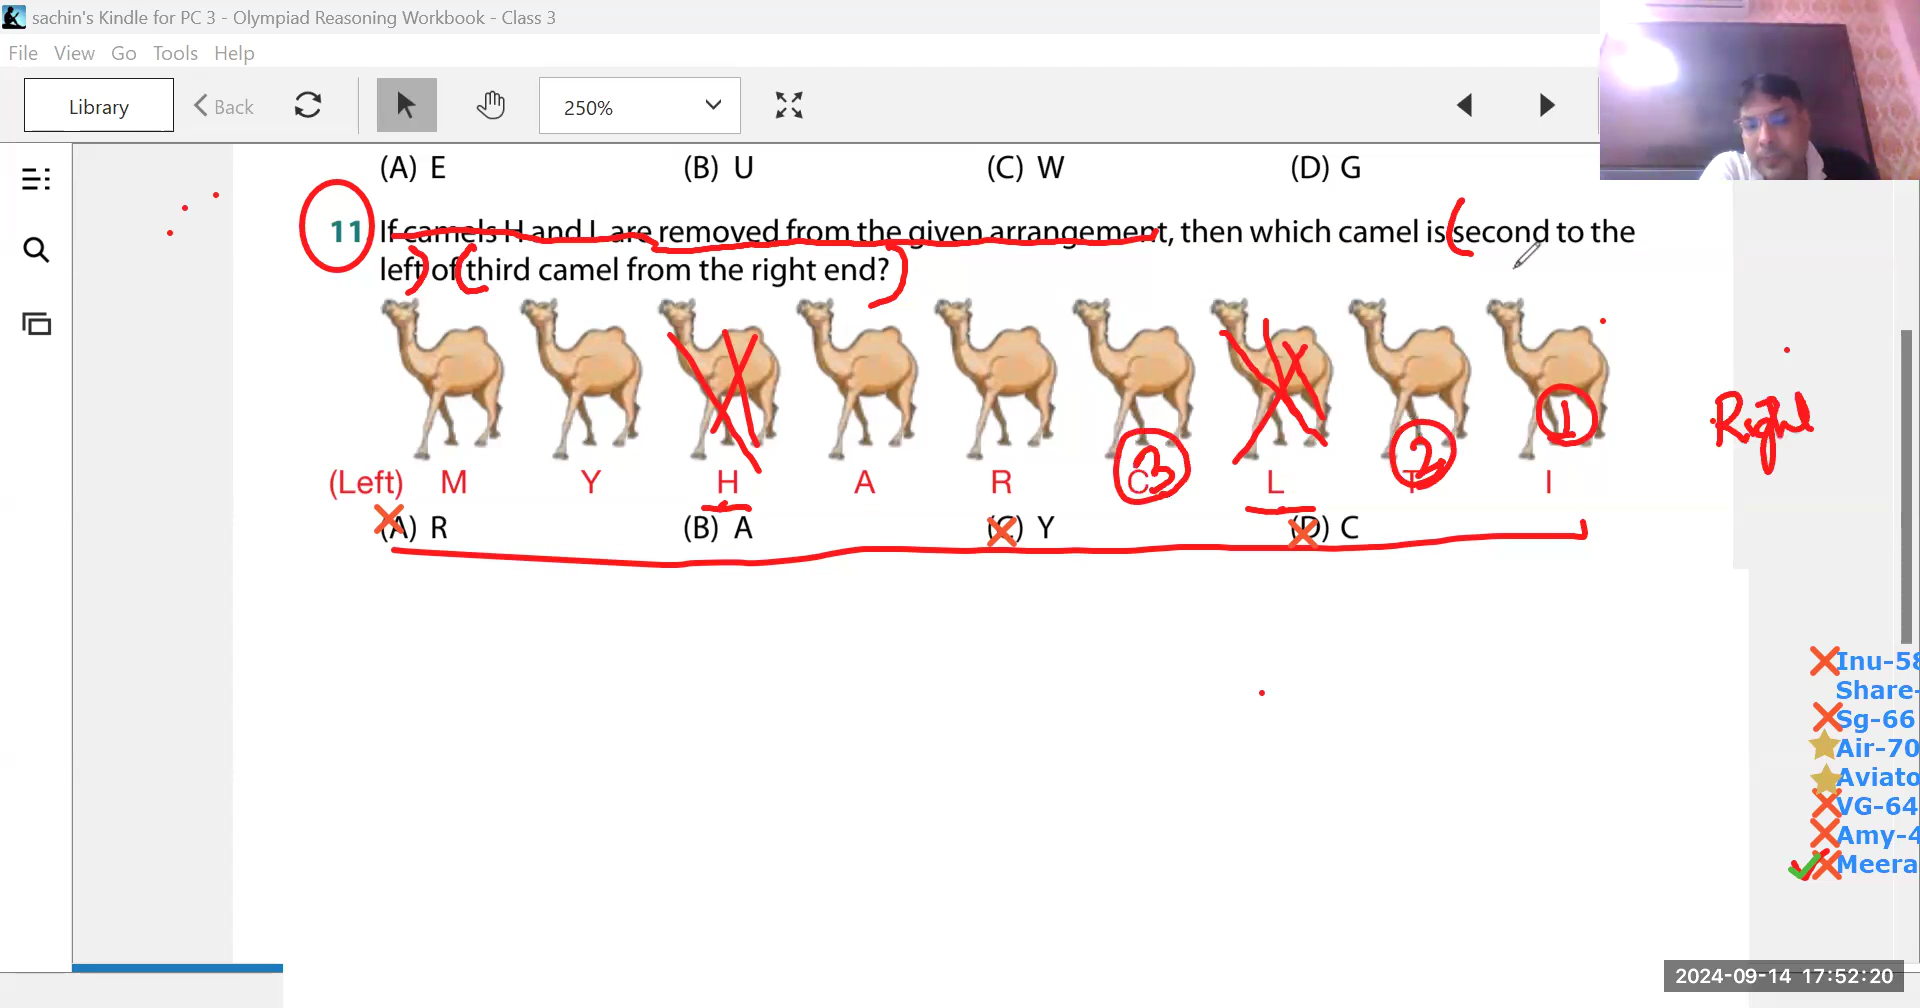 sachin's Kindle for PC 3 - Olympiad Reasoning Workbook - Class 3
File View Go Tools Help
Library Back 250%
(A) E (B) U (C) W (D) G
11 If camels H and L are removed from the given arrangement, then which camel is second to the
left of third camel from the right end?
1
Right
3 2
(Left) M Y H A R C L T I
(A) R (B) A (C) Y (D) C
Inu-58
Share-
Sg-66
Air-70
Aviato
VG-64
Amy-4
Meera
2024-09-14 17:52:20